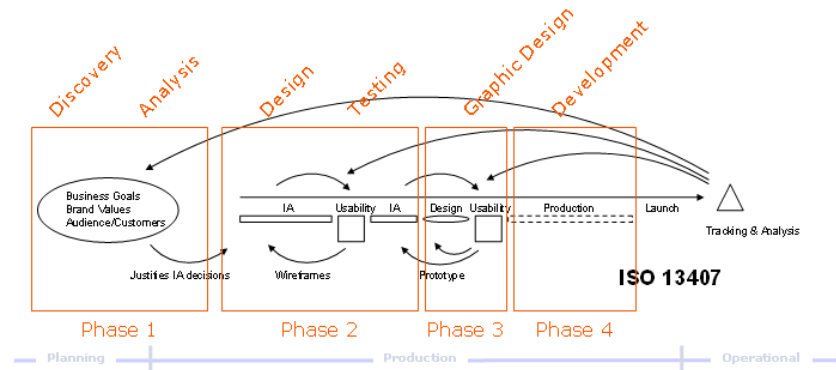 Discovery
Analysis
Design
Testing
Graphic Design
Development
Business Goals
Brand Values
Audience/Customers
IA
Usability
IA
Design
Usability
Production
Launch
Tracking & Analysis
Justifies IA decisions
Wireframes
Prototype
ISO 13407
Phase 1
Phase 2
Phase 3
Phase 4
Planning
Production
Operational